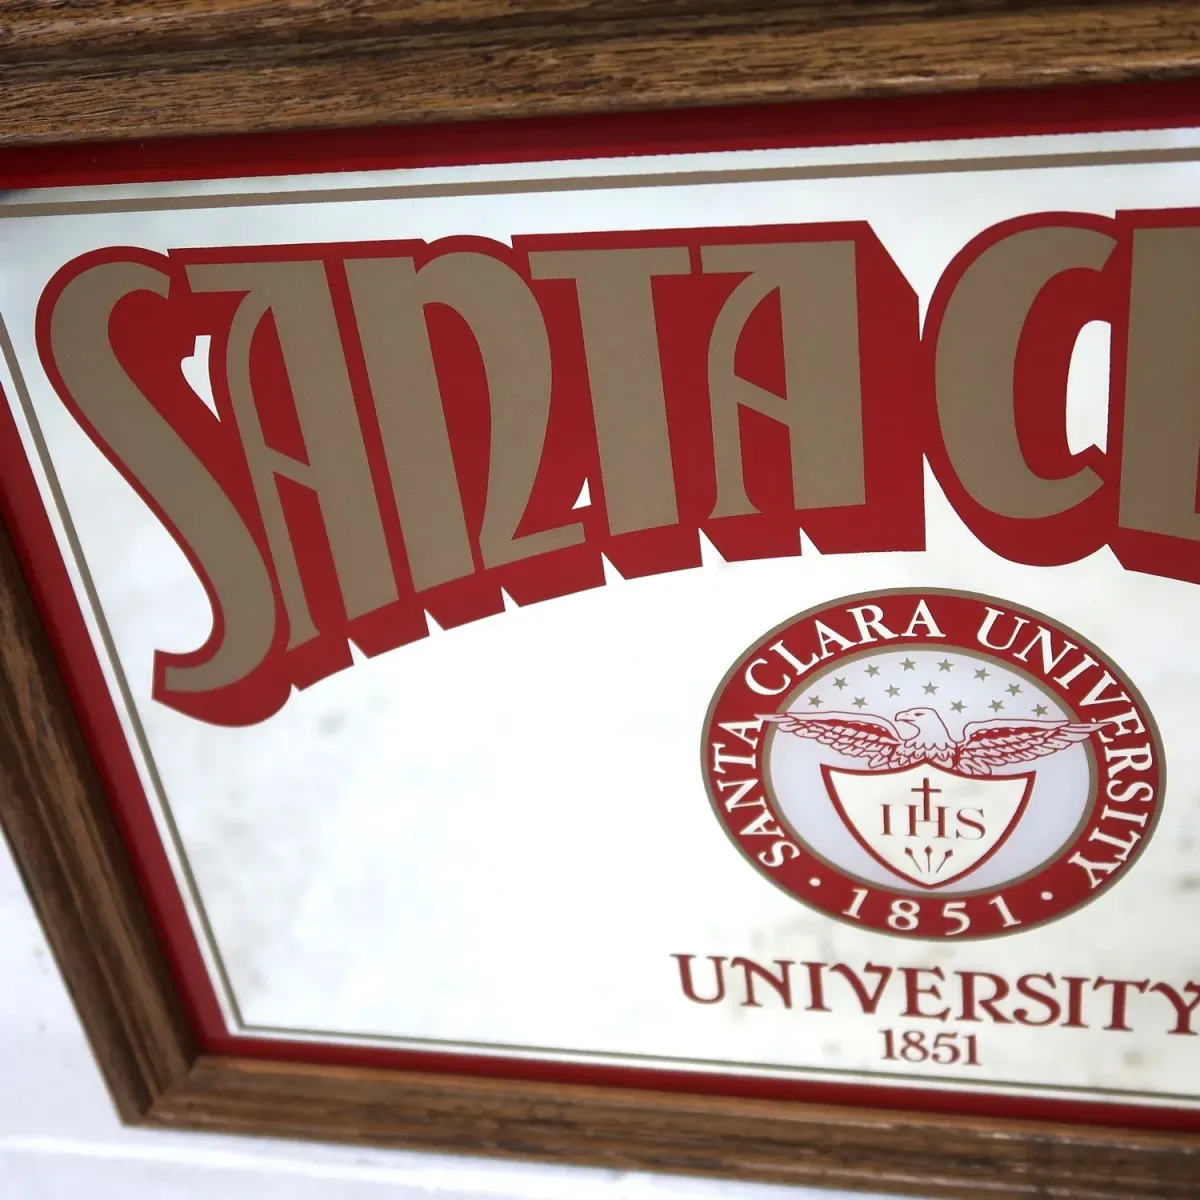 SANTA CL
SANTA CLARA UNIVERSITY
IHS
· 1851 ·
UNIVERSITY
1851